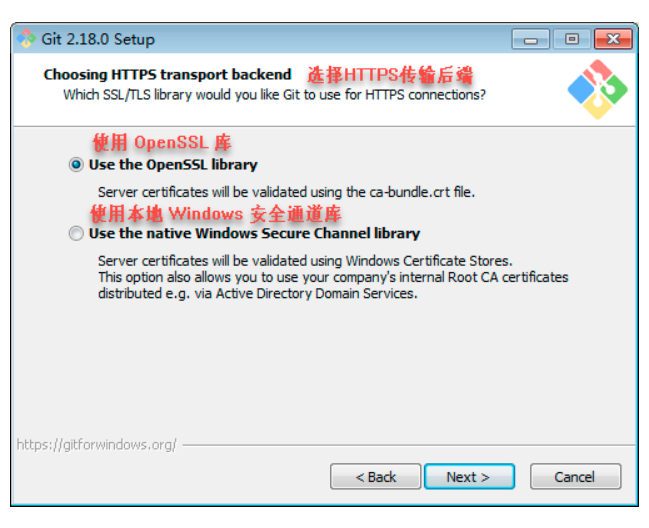 Git 2.18.0 Setup
Choosing HTTPS transport backend 选择HTTPS传输后端
Which SSL/TLS library would you like Git to use for HTTPS connections?
使用 OpenSSL 库
Use the OpenSSL library
Server certificates will be validated using the ca-bundle.crt file.
使用本地 Windows 安全通道库
Use the native Windows Secure Channel library
Server certificates will be validated using Windows Certificate Stores.
This option also allows you to use your company's internal Root CA certificates
distributed e.g. via Active Directory Domain Services.
https://gitforwindows.org/
< Back Next > Cancel